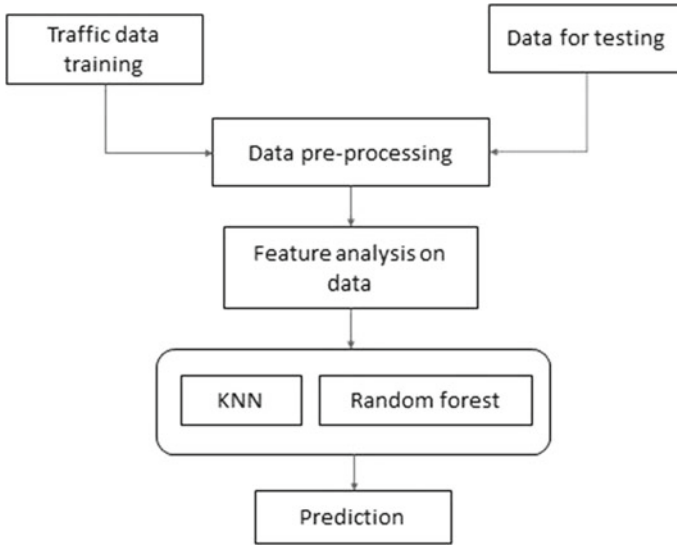 Traffic data
training
Data for testing
Data pre-processing
Feature analysis on
data
KNN
Random forest
Prediction